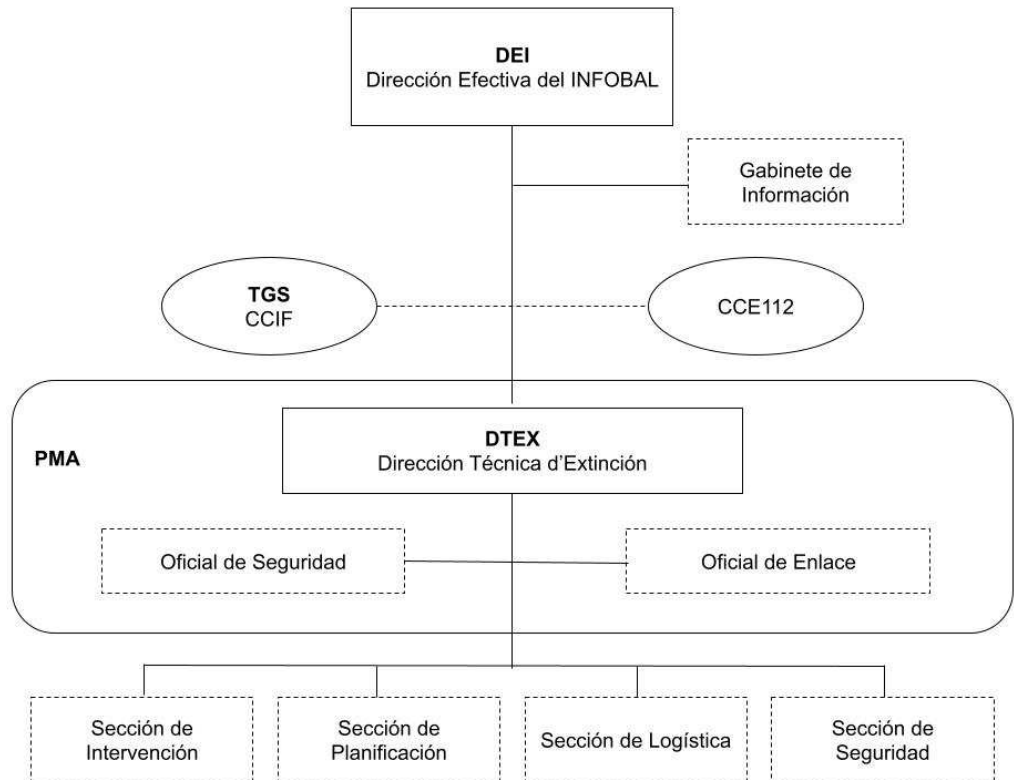 DEI
Dirección Efectiva del INFOBAL
Gabinete de
Información
TGS
CCIF
CCE112
PMA
DTEX
Dirección Técnica d'Extinción
Oficial de Seguridad
Oficial de Enlace
Sección de
Intervención
Sección de
Planificación
Sección de Logística
Sección de
Seguridad